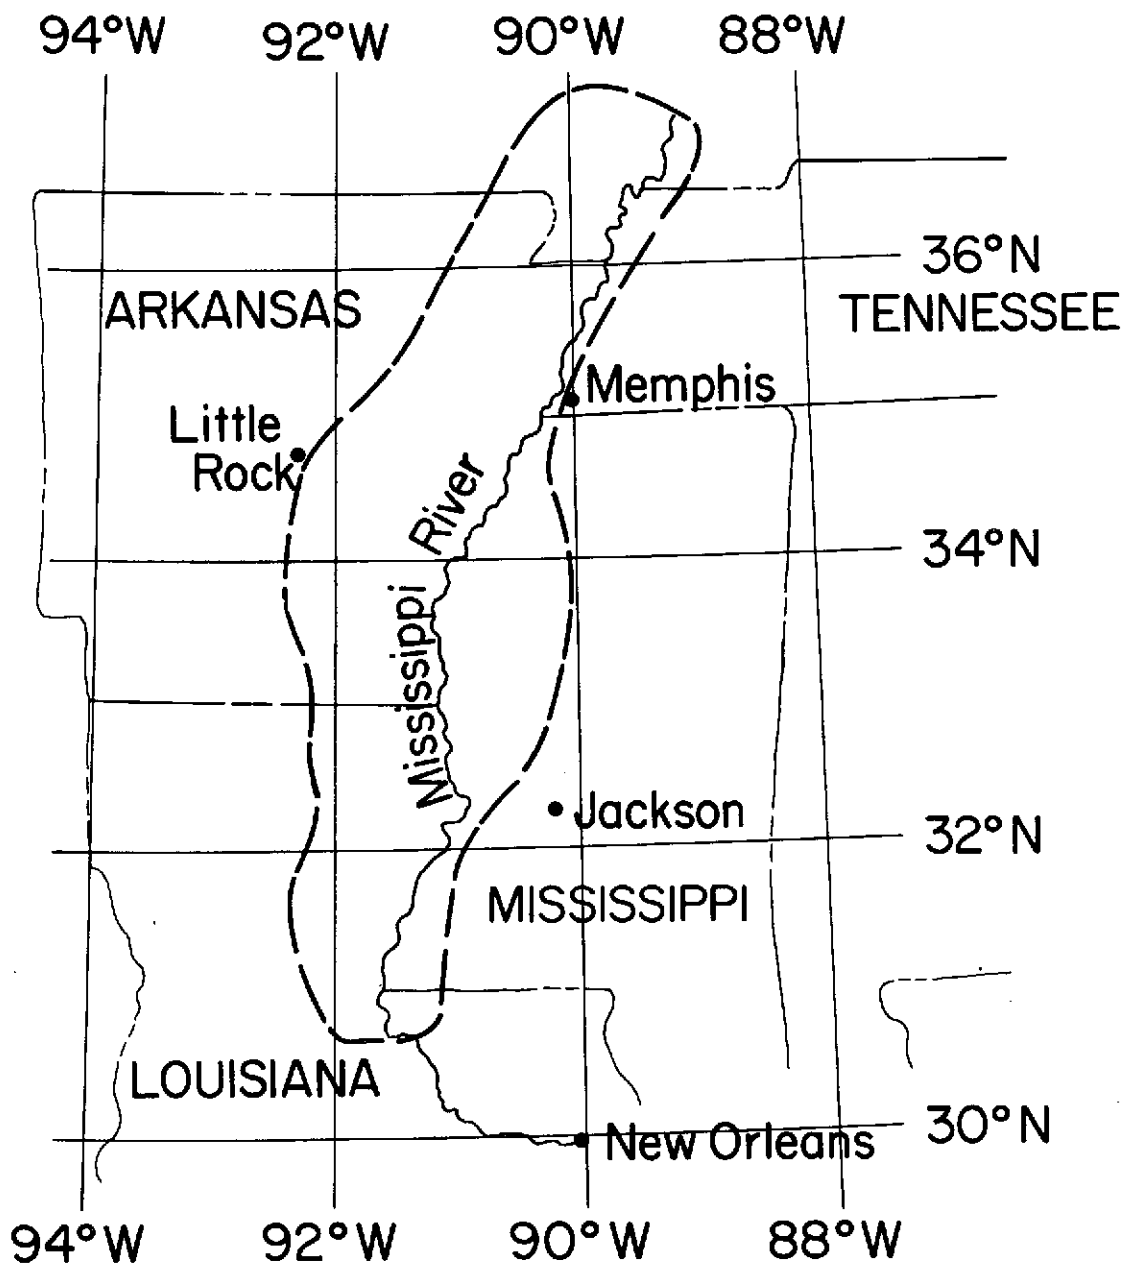 94°W 92°W 90°W 88°W
36°N
ARKANSAS
TENNESSEE
Memphis
Little
Rock
River
34°N
Mississippi
Jackson
32°N
MISSISSIPPI
LOUISIANA
30°N
New Orleans
94°W 92°W 90°W 88°W